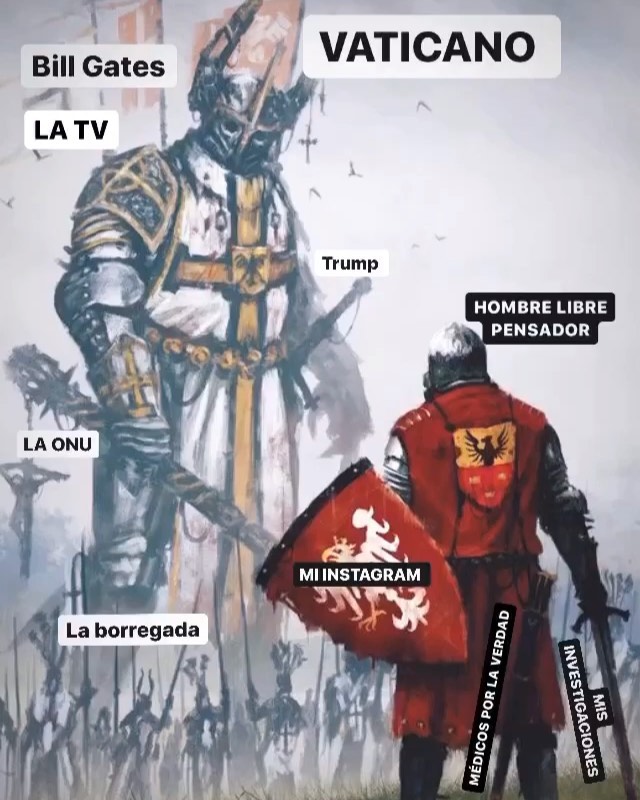 VATICANO
Bill Gates
LA TV
Trump
HOMBRE LIBRE
PENSADOR
LA ONU
MI INSTAGRAM
La borregada
MÉDICOS POR LA VERDAD
MIS
INVESTIGACIONES